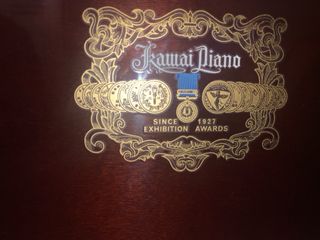 Kawai Piano
SINCE 1927
EXHIBITION AWARDS